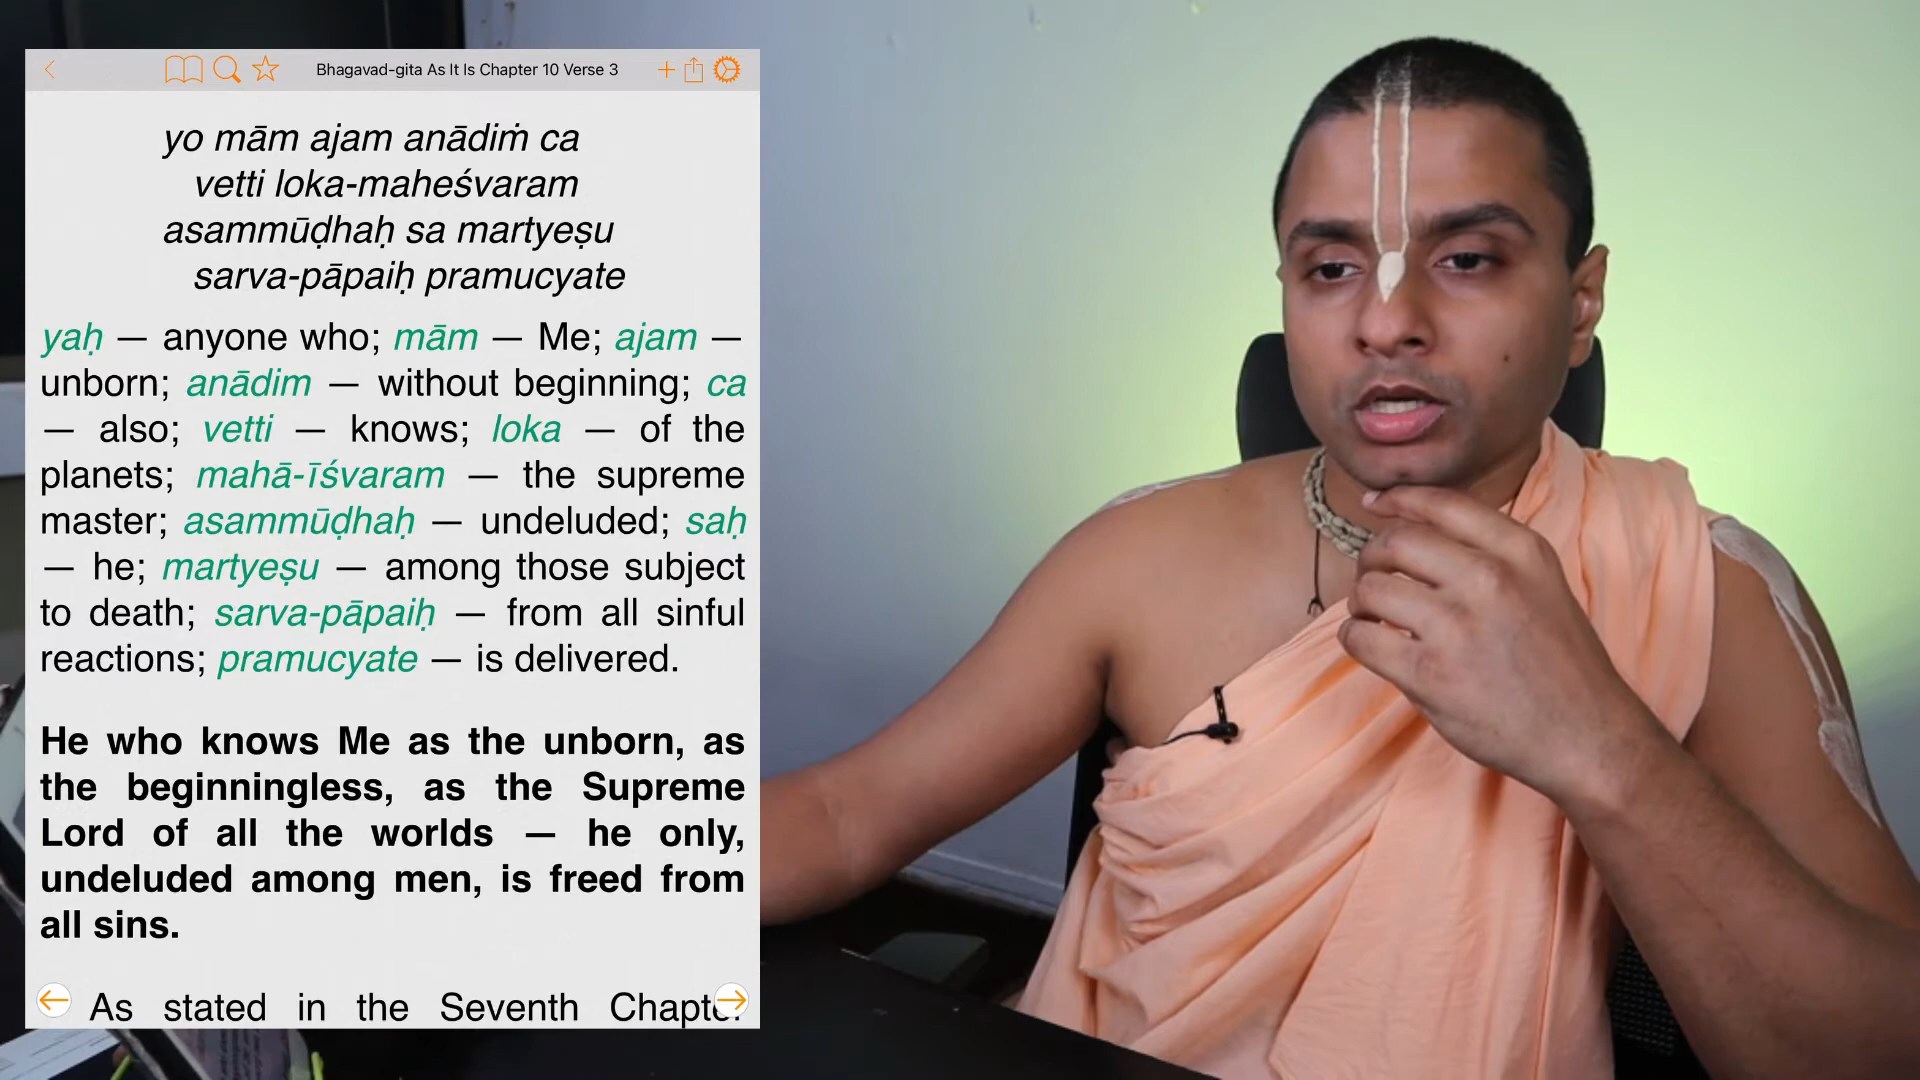 Bhagavad-gita As It Is Chapter 10 Verse 3
yo mām ajam anādiṁ ca
vetti loka-maheśvaram
asammūḍhaḥ sa martyeṣu
sarva-pāpaiḥ pramucyate
yaḥ — anyone who; mām — Me; ajam —
unborn; anādim — without beginning; ca
— also; vetti — knows; loka — of the
planets; mahā-īśvaram — the supreme
master; asammūḍhaḥ — undeluded; saḥ
— he; martyeṣu — among those subject
to death; sarva-pāpaiḥ — from all sinful
reactions; pramucyate — is delivered.
He who knows Me as the unborn, as
the beginningless, as the Supreme
Lord of all the worlds — he only,
undeluded among men, is freed from
all sins.
As stated in the Seventh Chapter